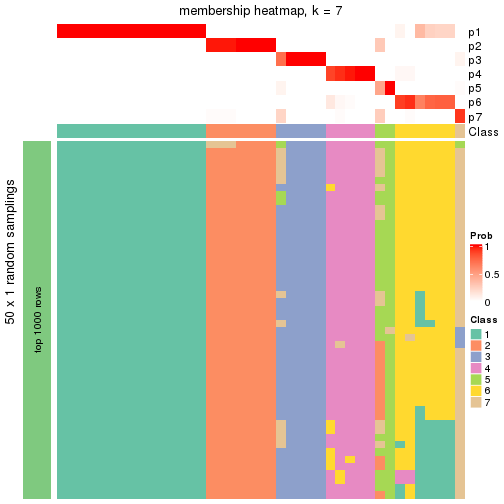 membership heatmap, k = 7
p1
p2
p3
p4
p5
p6
p7
Class
50 x 1 random samplings
top 1000 rows
Prob
1
0.5
0
Class
1
2
3
4
5
6
7